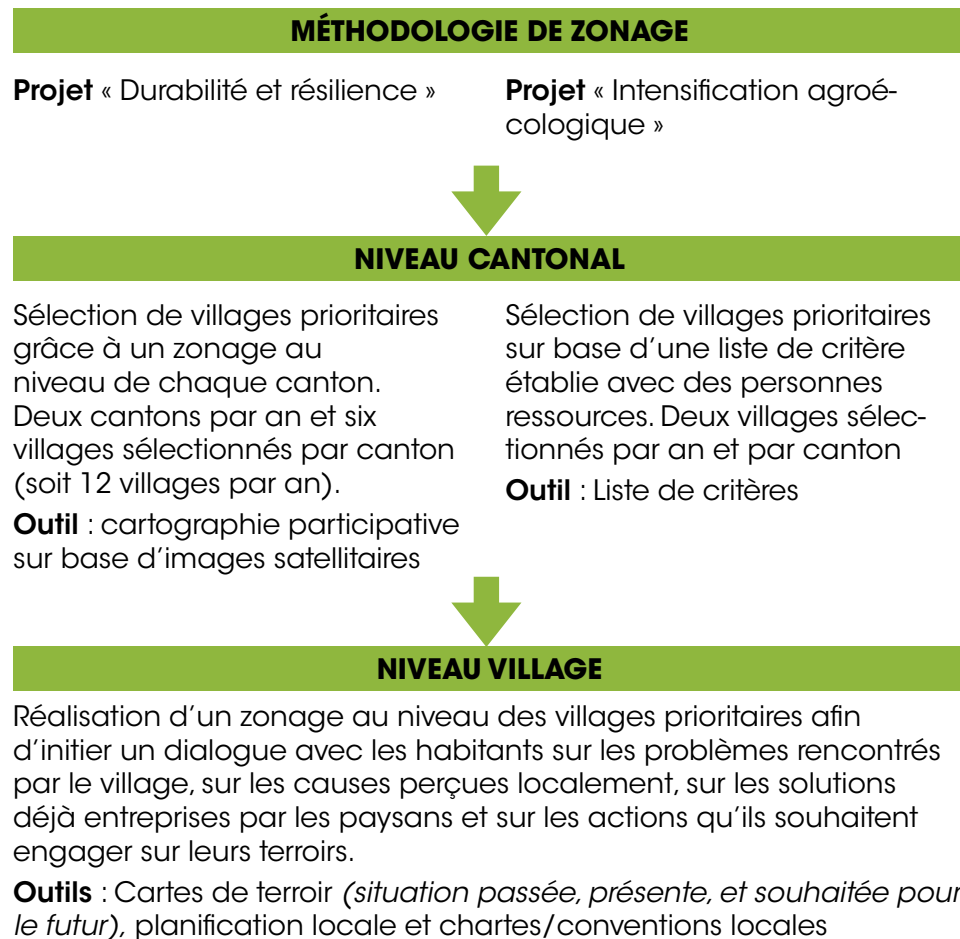 MÉTHODOLOGIE DE ZONAGE
Projet « Durabilité et résilience »
Projet « Intensification agroé-
cologique »
NIVEAU CANTONAL
Sélection de villages prioritaires
grâce à un zonage au
niveau de chaque canton.
Deux cantons par an et six
villages sélectionnés par canton
(soit 12 villages par an).
Outil : cartographie participative
sur base d’images satellitaires
Sélection de villages prioritaires
sur base d’une liste de critère
établie avec des personnes
ressources. Deux villages sélec-
tionnés par an et par canton
Outil : Liste de critères
NIVEAU VILLAGE
Réalisation d’un zonage au niveau des villages prioritaires afin
d’initier un dialogue avec les habitants sur les problèmes rencontrés
par le village, sur les causes perçues localement, sur les solutions
déjà entreprises par les paysans et sur les actions qu’ils souhaitent
engager sur leurs terroirs.
Outils : Cartes de terroir (situation passée, présente, et souhaitée pour
le futur), planification locale et chartes/conventions locales